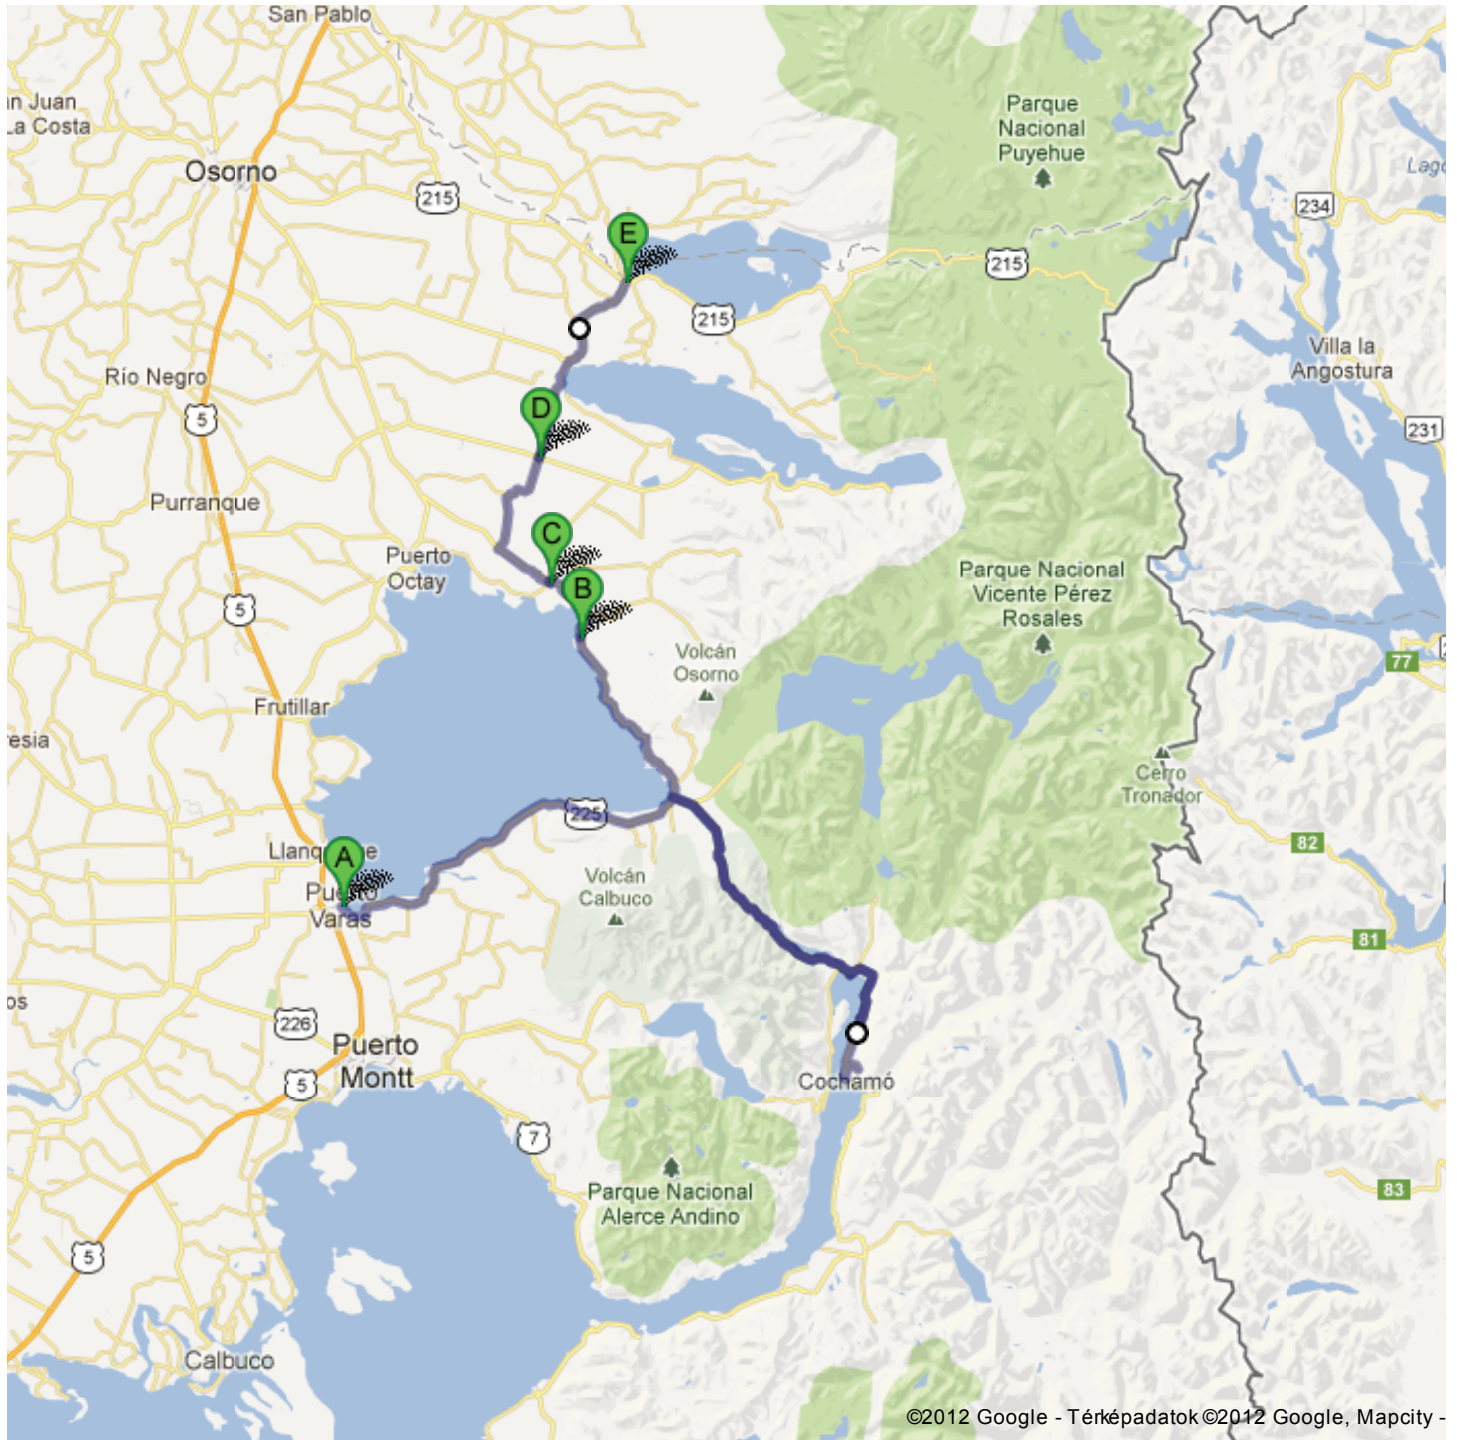 San Pablo
an Juan
La Costa
Osorno
215
Parque
Nacional
Puyehue
Lago
234
E
215
215
Villa la
Angostura
Río Negro
5
D
231
Purranque
C
Puerto
Octay
B
5
Parque Nacional
Vicente Pérez
Rosales
Volcán
Osorno
77
Frutillar
resia
Cerro
Tronador
225
82
A
Volcán
Calbuco
Puerto
Varas
81
os
226
Puerto
Montt
5
Cochamó
7
Parque Nacional
Alerce Andino
83
5
Calbuco
©2012 Google - Térképadatok ©2012 Google, Mapcity -